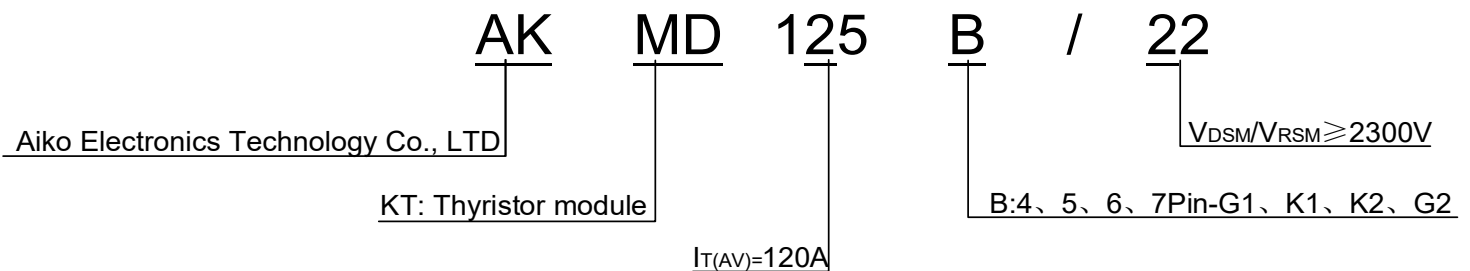 AK MD 125 B / 22
Aiko Electronics Technology Co., LTD
VDSM/VRSM≥2300V
KT: Thyristor module
B:4、5、6、7Pin-G1、K1、K2、G2
IT(AV)=120A